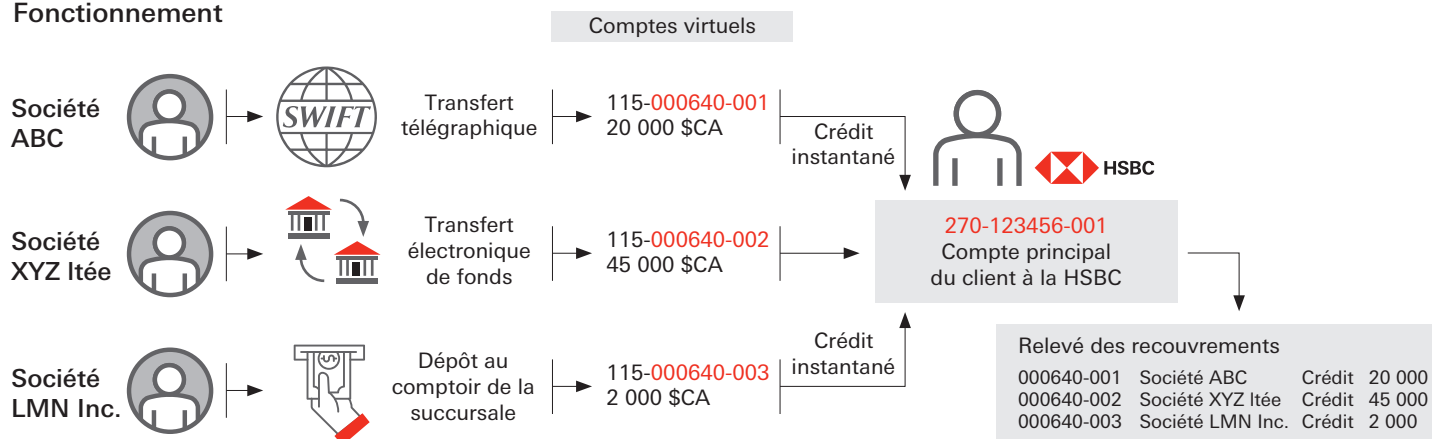 Fonctionnement
Comptes virtuels
Société
ABC
SWIFT
Transfert
télégraphique
115-000640-001
20 000 $CA
Crédit
instantané
HSBC
Société
XYZ ltée
Transfert
électronique
de fonds
115-000640-002
45 000 $CA
270-123456-001
Compte principal
du client à la HSBC
Société
LMN Inc.
$
Dépôt au
comptoir de la
succursale
115-000640-003
2 000 $CA
Crédit
instantané
Relevé des recouvrements
000640-001 Société ABC Crédit 20 000
000640-002 Société XYZ ltée Crédit 45 000
000640-003 Société LMN Inc. Crédit 2 000